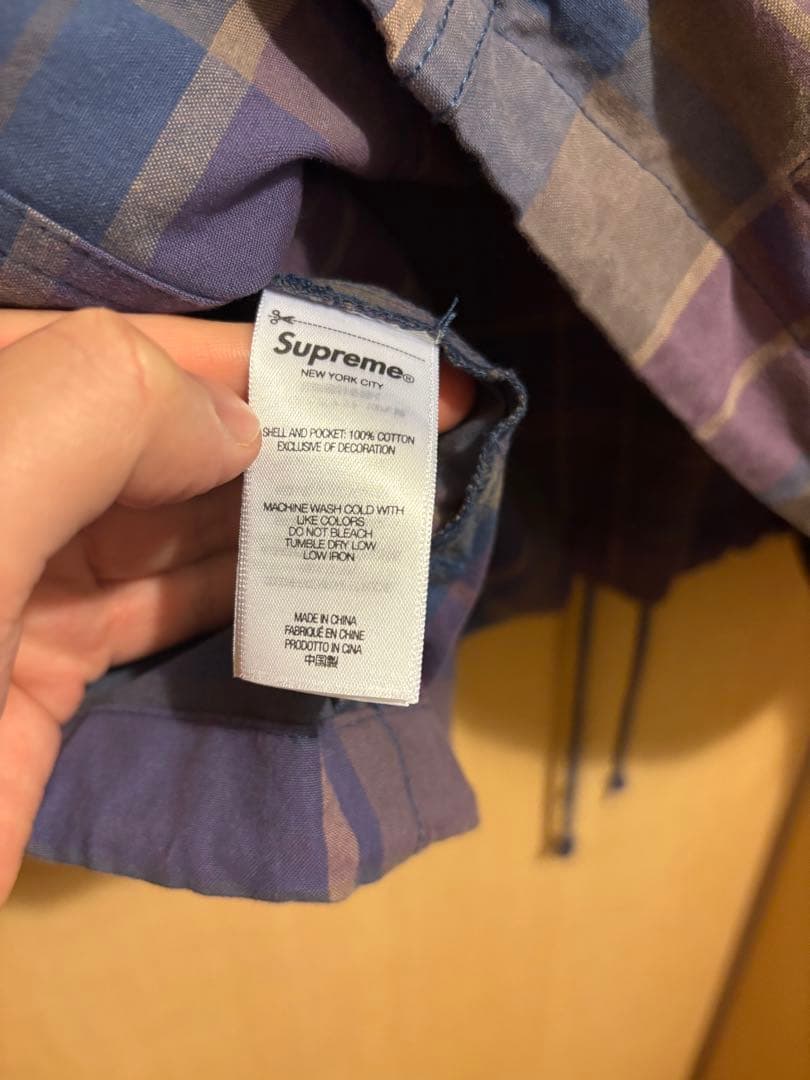 Supreme®
NEW YORK CITY
SHELL AND POCKET: 100% COTTON
EXCLUSIVE OF DECORATION
MACHINE WASH COLD WITH
LIKE COLORS
DO NOT BLEACH
TUMBLE DRY LOW
LOW IRON
MADE IN CHINA
FABRIQUÉ EN CHINE
PRODOTTO IN CINA
中国製